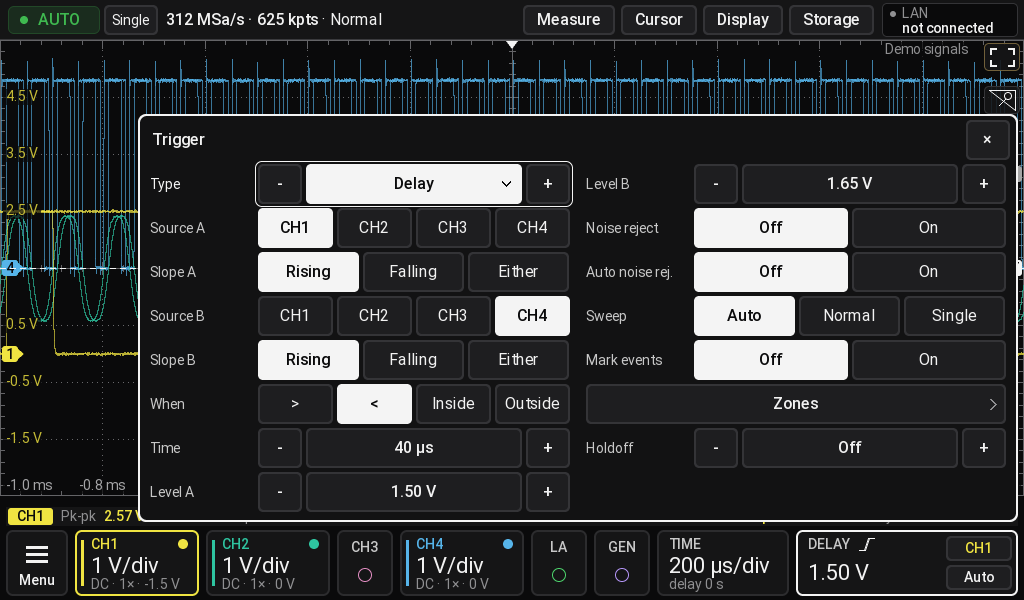 AUTO
Single
312 MSa/s · 625 kpts · Normal
Measure
Cursor
Display
Storage
LAN
not connected
Demo signals
4.5 V
3.5 V
2.5 V
4
0.5 V
1
-0.5 V
-1.5 V
-1.0 ms
-0.8 ms
Trigger
×
Type
- Delay +
Source A
CH1 CH2 CH3 CH4
Slope A
Rising Falling Either
Source B
CH1 CH2 CH3 CH4
Slope B
Rising Falling Either
When
> < Inside Outside
Time
- 40 µs +
Level A
- 1.50 V +
Level B
- 1.65 V +
Noise reject
Off On
Auto noise rej.
Off On
Sweep
Auto Normal Single
Mark events
Off On
Zones
Holdoff
- Off +
CH1 Pk-pk 2.57
Menu
CH1
1 V/div
DC · 1× · -1.5 V
CH2
1 V/div
DC · 1× · 0 V
CH3
CH4
1 V/div
DC · 1× · 0 V
LA
GEN
TIME
200 µs/div
delay 0 s
DELAY
1.50 V
CH1
Auto